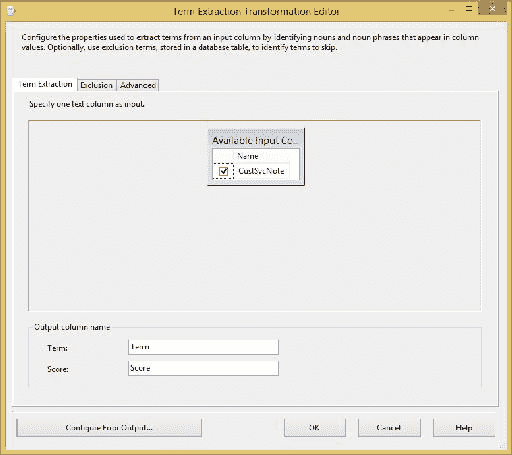 Term Extraction Transformation Editor
Configure the properties used to extract terms from an input column by identifying nouns and noun phrases that appear in column
values. Optionally, use exclusion terms, stored in a database table, to identify terms to skip.
Term Extraction Exclusion Advanced
Specify one text column as input.
Available Input Co...
Name
CustSvcNote
Output column name
Term: Term
Score: Score
Configure Error Output... OK Cancel Help